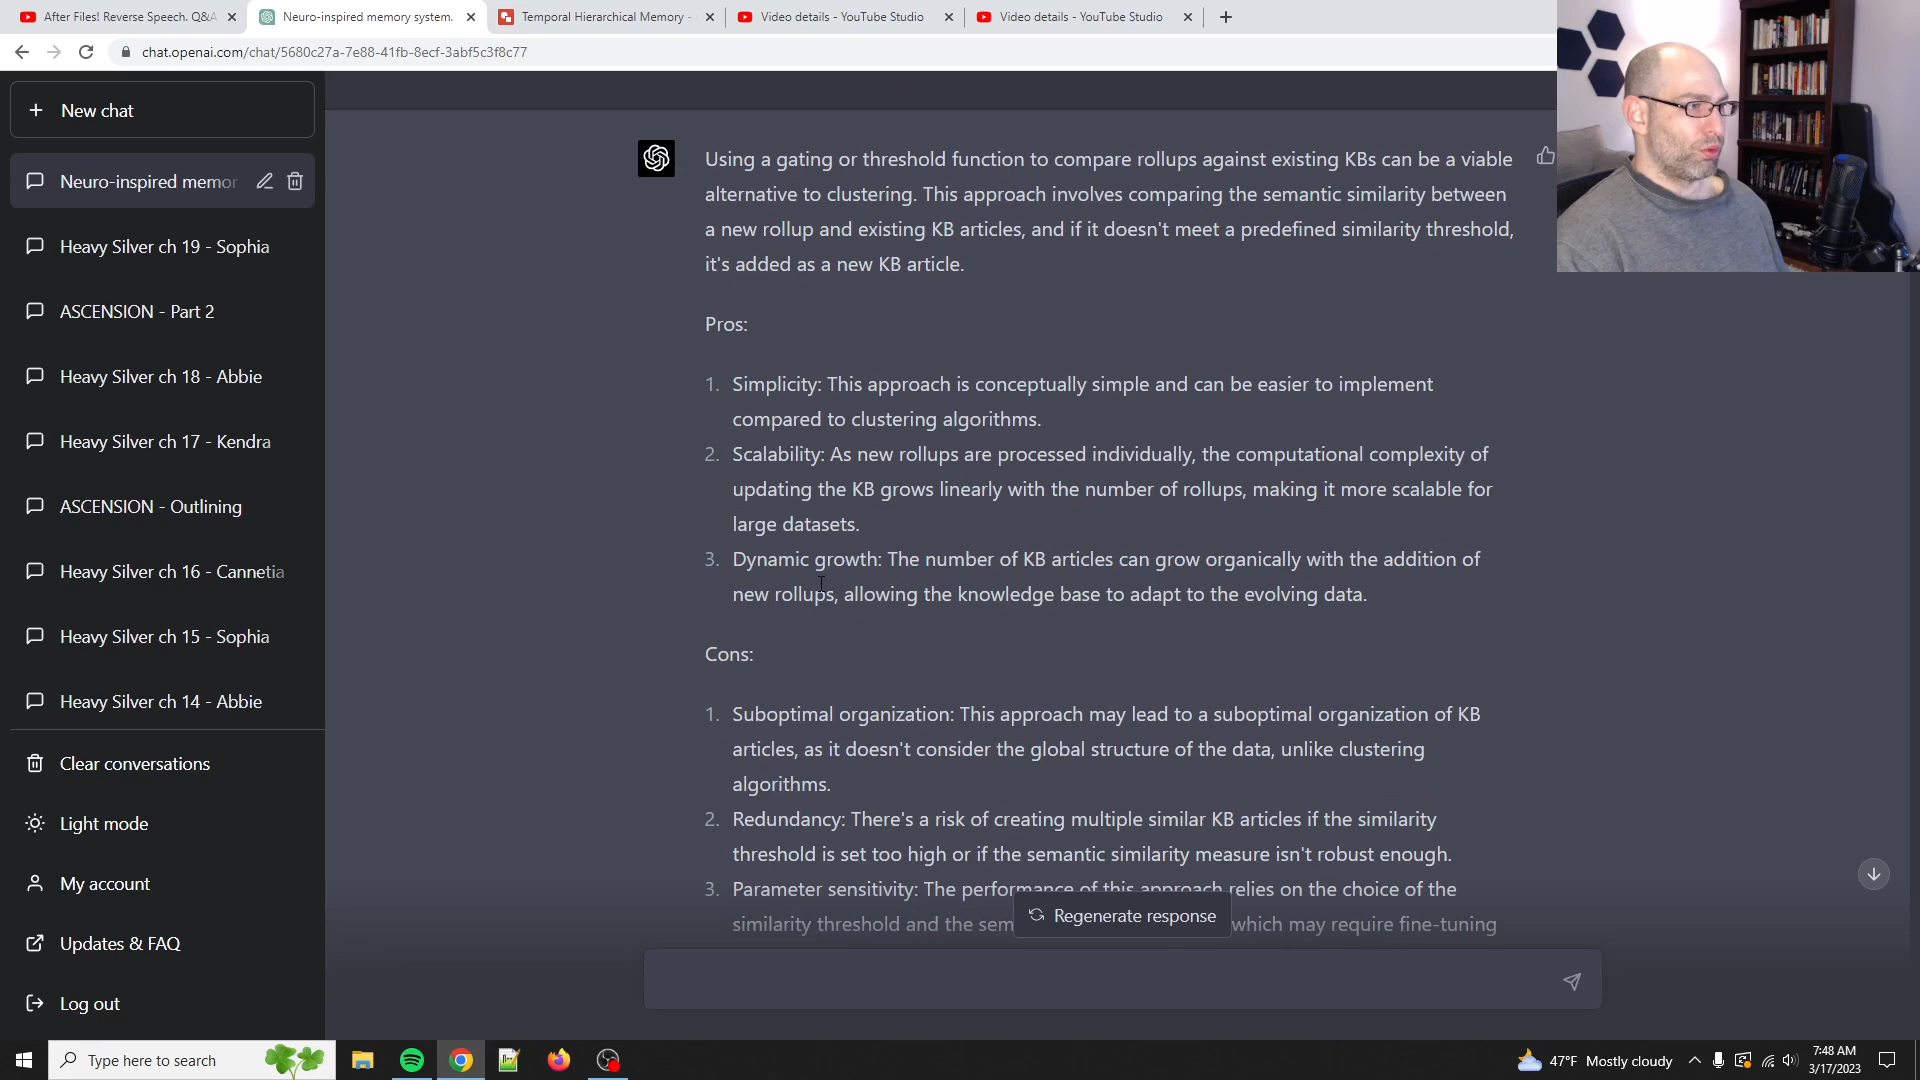 After Files! Reverse Speech. Q&A
Neuro-inspired memory system.
Temporal Hierarchical Memory -
Video details - YouTube Studio
Video details - YouTube Studio
chat.openai.com/chat/5680c27a-7e88-41fb-8ecf-3abf5c3f8c77
New chat
Neuro-inspired memor
Heavy Silver ch 19 - Sophia
ASCENSION - Part 2
Heavy Silver ch 18 - Abbie
Heavy Silver ch 17 - Kendra
ASCENSION - Outlining
Heavy Silver ch 16 - Cannetia
Heavy Silver ch 15 - Sophia
Heavy Silver ch 14 - Abbie
Clear conversations
Light mode
My account
Updates & FAQ
Log out
Using a gating or threshold function to compare rollups against existing KBs can be a viable
alternative to clustering. This approach involves comparing the semantic similarity between
a new rollup and existing KB articles, and if it doesn't meet a predefined similarity threshold,
it's added as a new KB article.
Pros:
1. Simplicity: This approach is conceptually simple and can be easier to implement
compared to clustering algorithms.
2. Scalability: As new rollups are processed individually, the computational complexity of
updating the KB grows linearly with the number of rollups, making it more scalable for
large datasets.
3. Dynamic growth: The number of KB articles can grow organically with the addition of
new rollups, allowing the knowledge base to adapt to the evolving data.
Cons:
1. Suboptimal organization: This approach may lead to a suboptimal organization of KB
articles, as it doesn't consider the global structure of the data, unlike clustering
algorithms.
2. Redundancy: There's a risk of creating multiple similar KB articles if the similarity
threshold is set too high or if the semantic similarity measure isn't robust enough.
3. Parameter sensitivity: The performance of this approach relies on the choice of the
similarity threshold and the sem which may require fine-tuning
Regenerate response
Type here to search
47°F Mostly cloudy
7:48 AM
3/17/2023